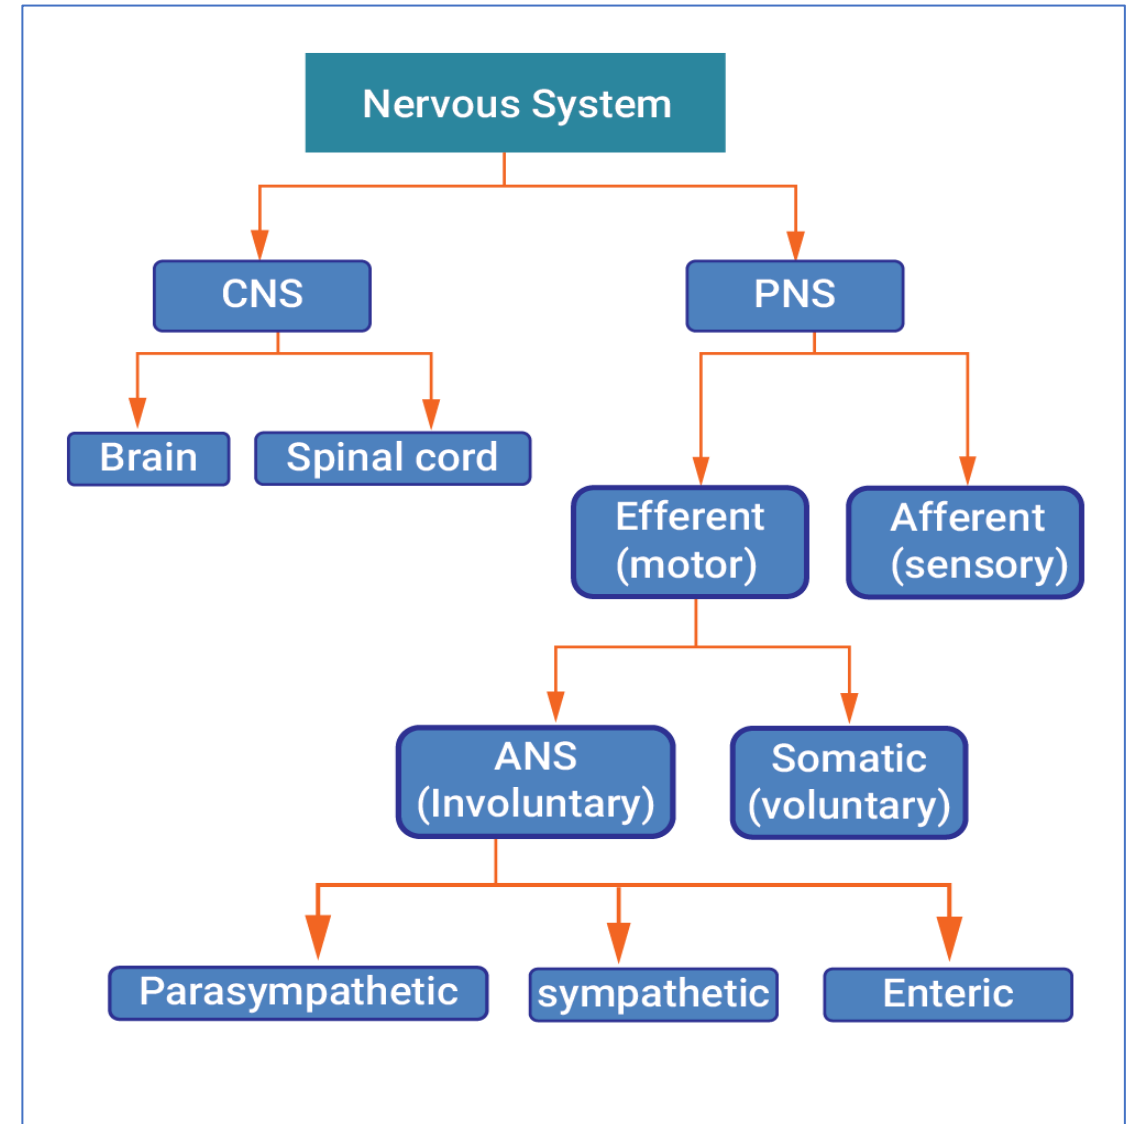 Nervous System
CNS
PNS
Brain
Spinal cord
Efferent
(motor)
Afferent
(sensory)
ANS
(Involuntary)
Somatic
(voluntary)
Parasympathetic
sympathetic
Enteric